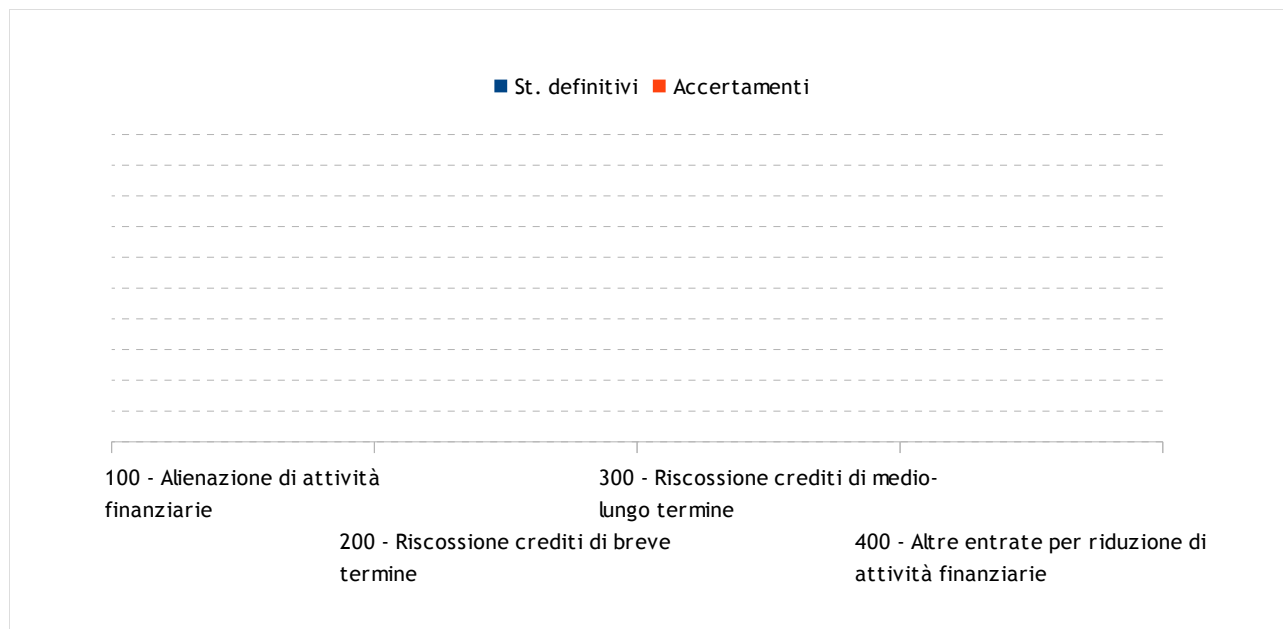 St. definitivi Accertamenti
100 - Alienazione di attività
finanziarie
200 - Riscossione crediti di breve
termine
300 - Riscossione crediti di medio-
lungo termine
400 - Altre entrate per riduzione di
attività finanziarie